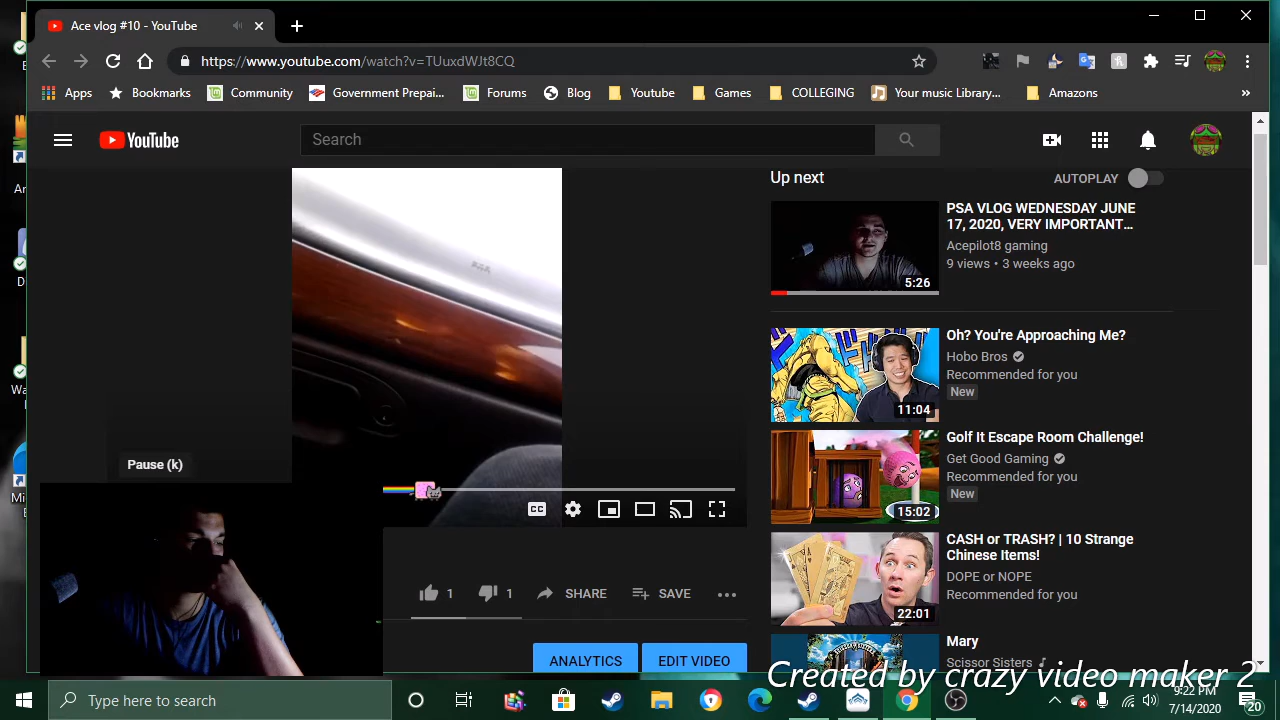 Ace vlog #10 - YouTube
https://www.youtube.com/watch?v=TUuxdWJt8CQ
Apps
Bookmarks
Community
Government Prepai...
Forums
Blog
Youtube
Games
COLLEGING
Your music Library...
Amazons
»
YouTube
Search
Up next
AUTOPLAY
PSA VLOG WEDNESDAY JUNE
17, 2020, VERY IMPORTANT...
Acepilot8 gaming
9 views • 3 weeks ago
5:26
Oh? You're Approaching Me?
Hobo Bros
Recommended for you
New
11:04
Golf It Escape Room Challenge!
Get Good Gaming
Recommended for you
New
15:02
CASH or TRASH? | 10 Strange
Chinese Items!
DOPE or NOPE
Recommended for you
22:01
Mary
Scissor Sisters
Pause (k)
CC
1
1
SHARE
SAVE
ANALYTICS
EDIT VIDEO
Created by crazy video maker 2
Type here to search
9:22 PM
7/14/2020
20